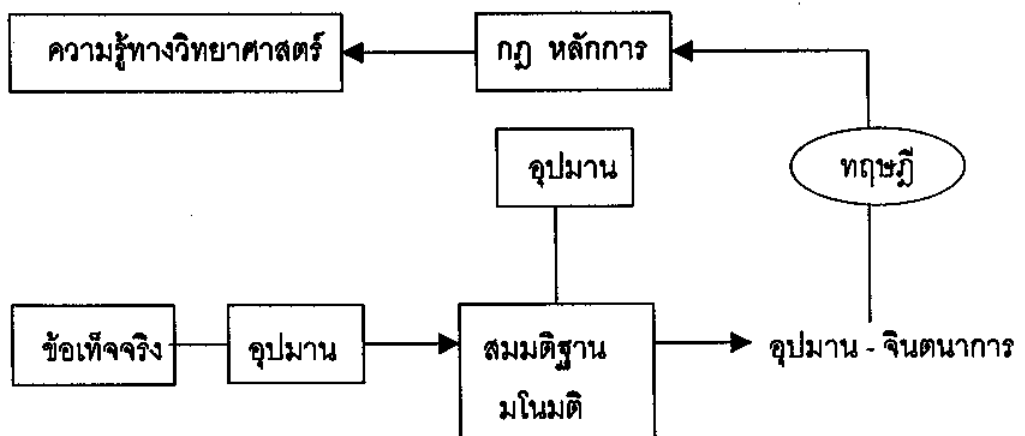 ความรู้ทางวิทยาศาสตร์
กฎ หลักการ
อุปมาน
ทฤษฎี
ข้อเท็จจริง
อุปมาน
สมมติฐาน
มโนมติ
อุปมาน - จินตนาการ